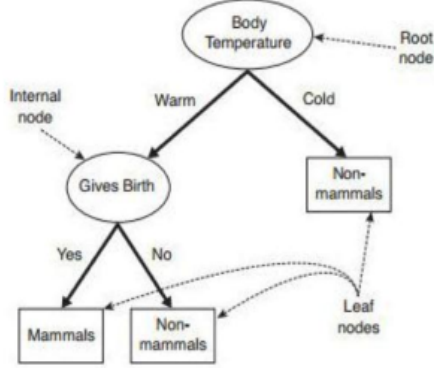 Body
Temperature
Root
node
Internal
node
Warm
Cold
Gives Birth
Non-
mammals
Yes
No
Leaf
nodes
Mammals
Non-
mammals